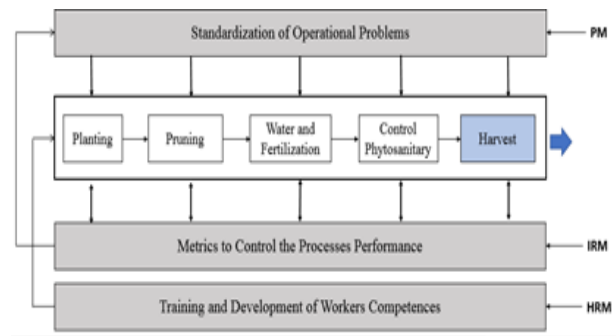 Standardization of Operational Problems
PM
Planting
Pruning
Water and
Fertilization
Control
Phytosanitary
Harvest
Metrics to Control the Processes Performance
IRM
Training and Development of Workers Competences
HRM